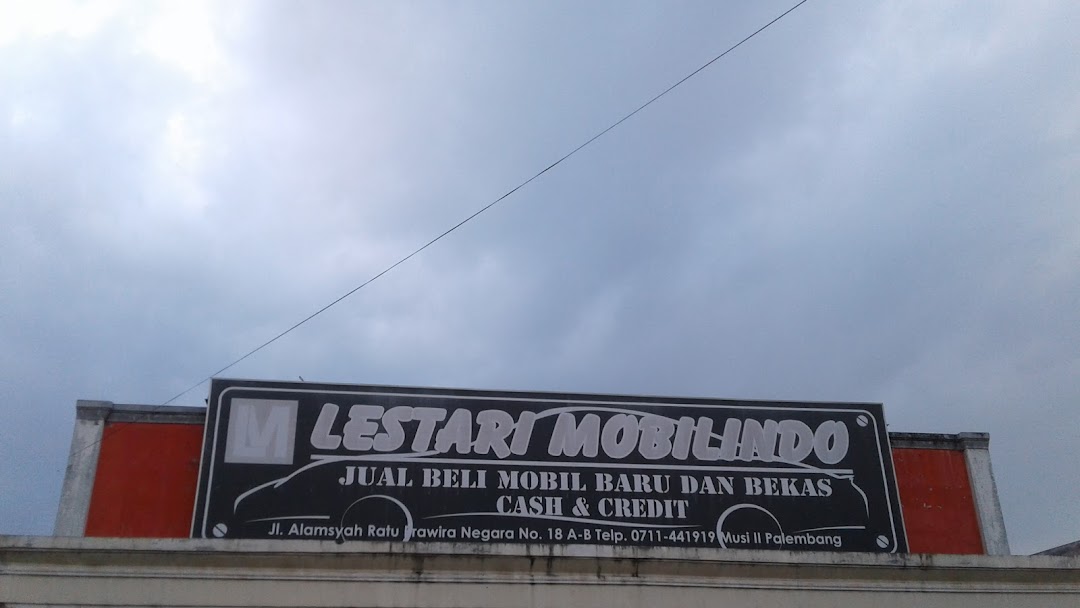 LM
LESTARI MOBILINDO
JUAL BELI MOBIL BARU DAN BEKAS
CASH & CREDIT
Jl. Alamsyah Ratu Prawira Negara No. 18 A-B Telp. 0711-441919 Musi II Palembang